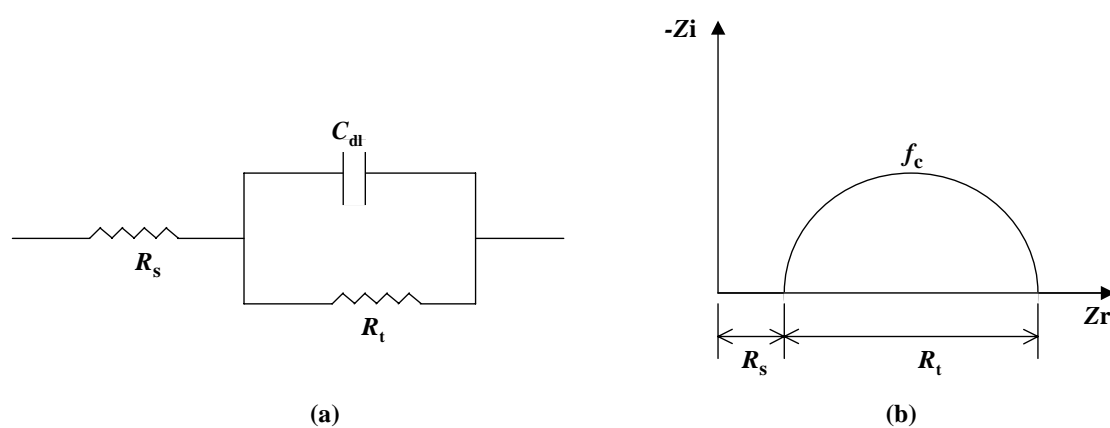 C_dl
R_s
R_t
(a)
-Zi
f_c
Zr
R_s
R_t
(b)